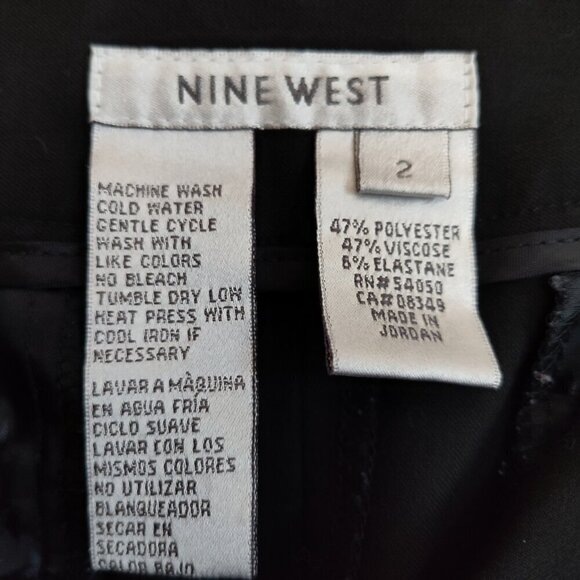 NINE WEST
2
MACHINE WASH
COLD WATER
GENTLE CYCLE
WASH WITH
LIKE COLORS
NO BLEACH
TUMBLE DRY LOW
HEAT PRESS WITH
COOL IRON IF
NECESSARY
LAVAR A MÀQUINA
EN AGUA FRÍA
CICLO SUAVE
LAVAR CON LOS
MISMOS COLORES
NO UTILIZAR
BLANQUEADOR
SECAR EN
SECADORA
CALOR BAJO
47% POLYESTER
47% VISCOSE
6% ELASTANE
RN# 54050
CA# 08349
MADE IN
JORDAN